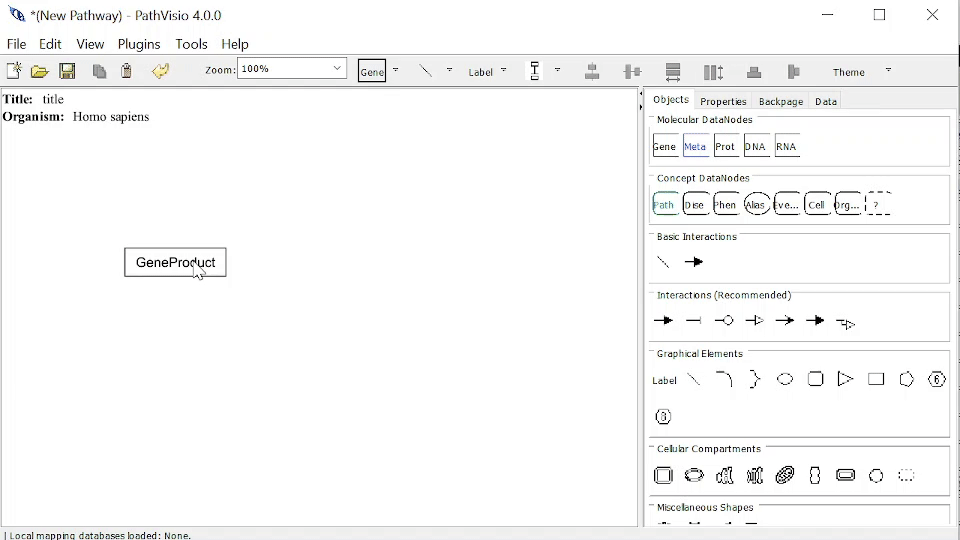 *(New Pathway) - PathVisio 4.0.0
File Edit View Plugins Tools Help
Zoom: 100% Gene Label Theme
Title: title
Organism: Homo sapiens
GeneProduct
Objects Properties Backpage Data
Molecular DataNodes
Gene Meta Prot DNA RNA
Concept DataNodes
Path Dise Phen Alias Eve... Cell Org... ?
Basic Interactions
Interactions (Recommended)
Graphical Elements
Label 6
8
Cellular Compartments
Miscellaneous Shapes
| Local mapping databases loaded: None.